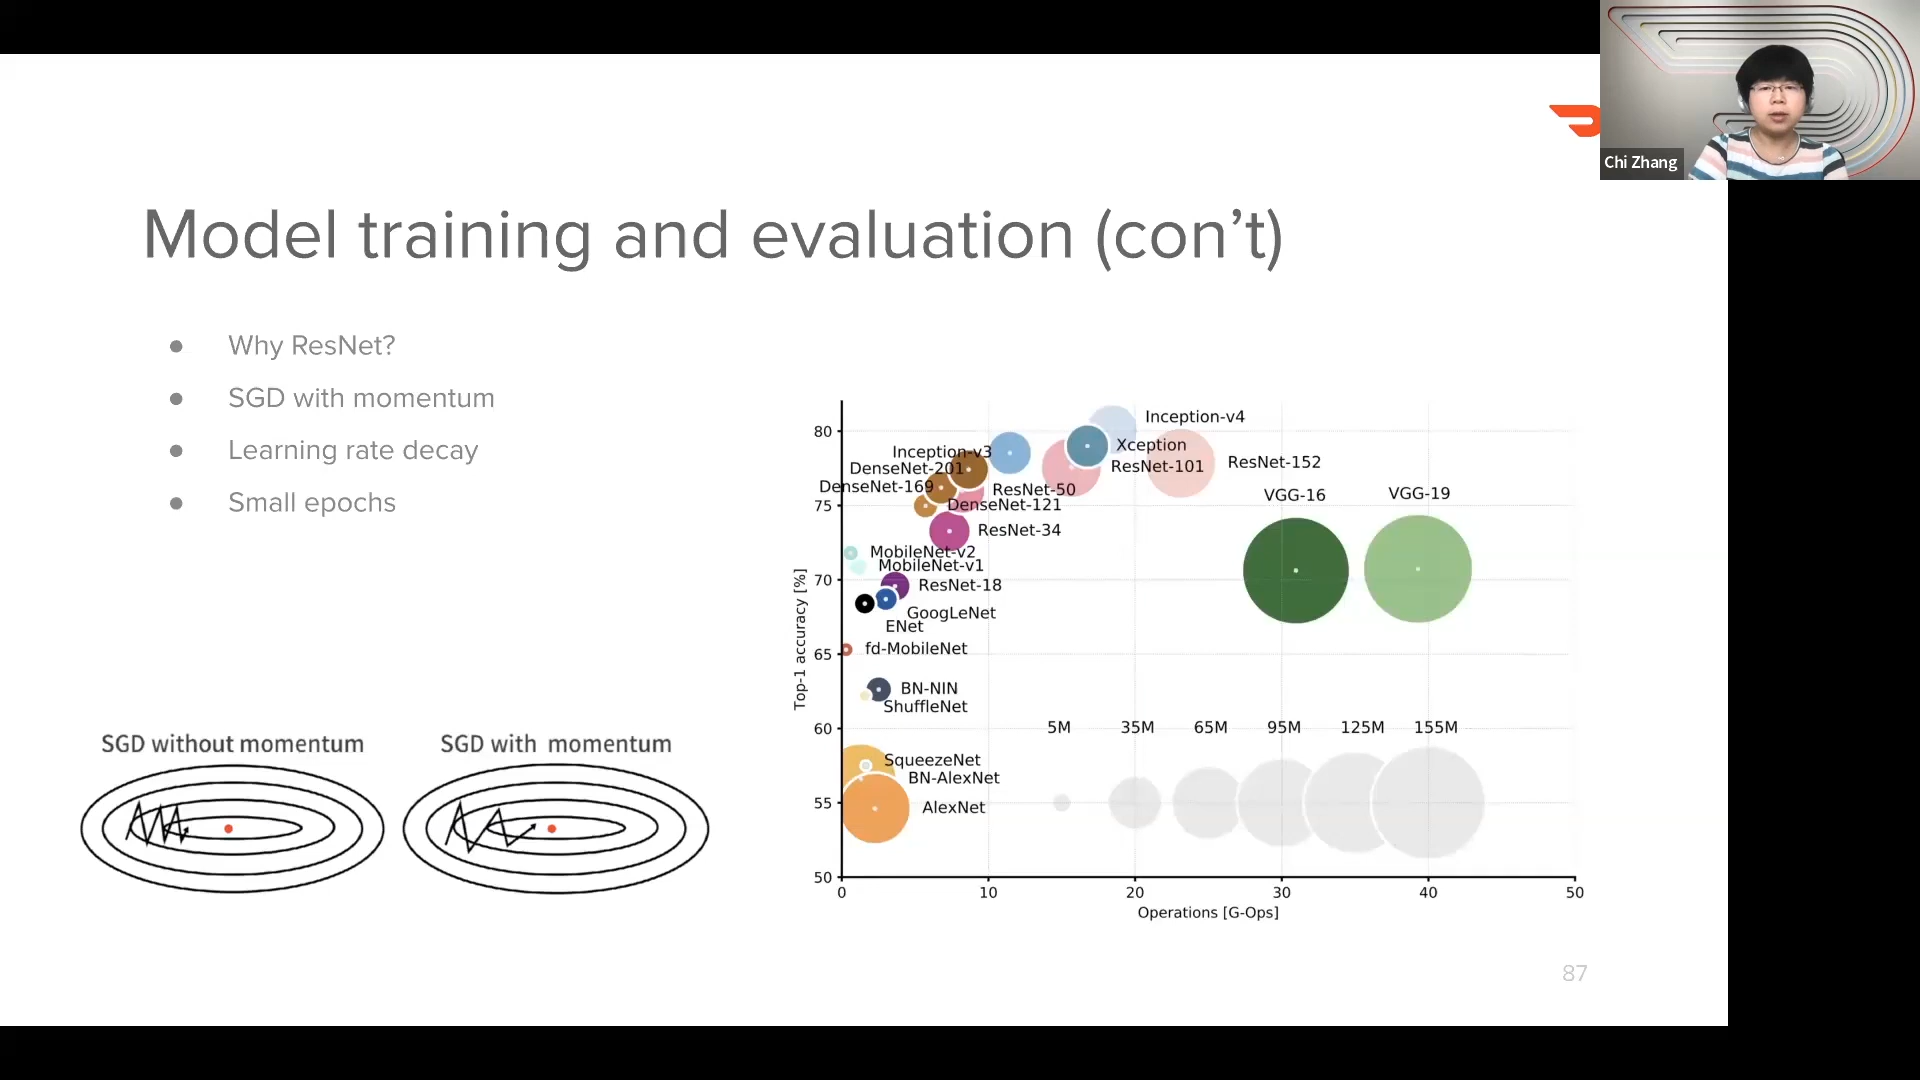 Chi Zhang
Model training and evaluation (con’t)
● Why ResNet?
● SGD with momentum
● Learning rate decay
● Small epochs
SGD without momentum
SGD with momentum
Top-1 accuracy [%]
80
75
70
65
60
55
50
Inception-v4
Xception
Inception-v3
ResNet-152
ResNet-101
DenseNet-201
DenseNet-169
ResNet-50
VGG-16
VGG-19
DenseNet-121
ResNet-34
MobileNet-v2
MobileNet-v1
ResNet-18
GoogLeNet
ENet
fd-MobileNet
BN-NIN
ShuffleNet
5M 35M 65M 95M 125M 155M
SqueezeNet
BN-AlexNet
AlexNet
0 10 20 30 40 50
Operations [G-Ops]
87